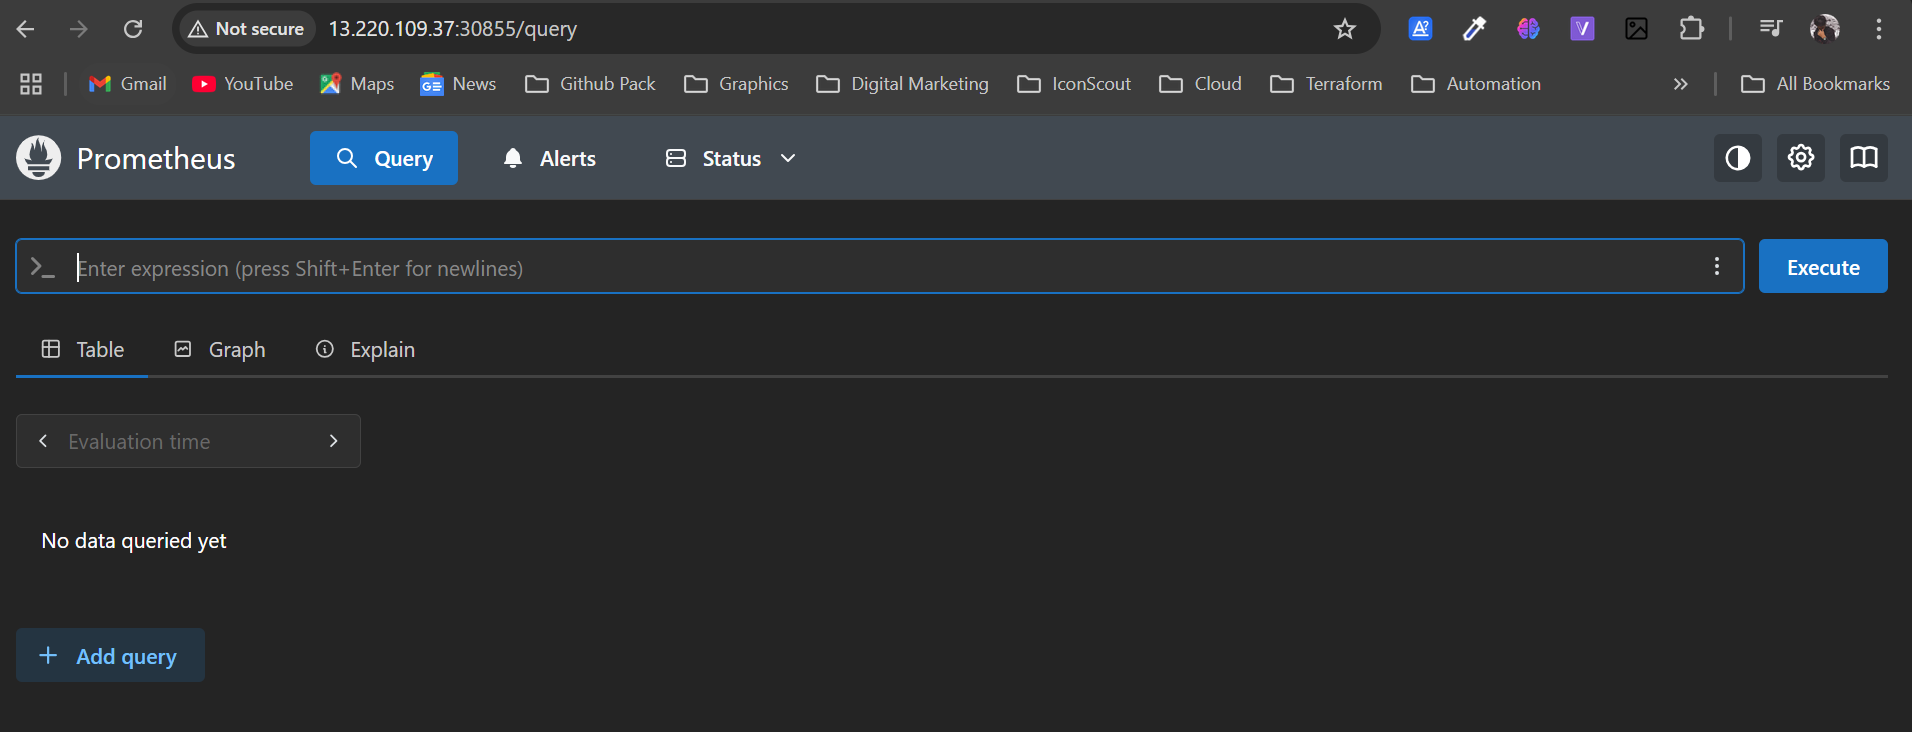 Not secure 13.220.109.37:30855/query
Gmail YouTube Maps News Github Pack Graphics Digital Marketing IconScout Cloud Terraform Automation All Bookmarks
Prometheus Query Alerts Status
Enter expression (press Shift+Enter for newlines) Execute
Table Graph Explain
Evaluation time
No data queried yet
Add query